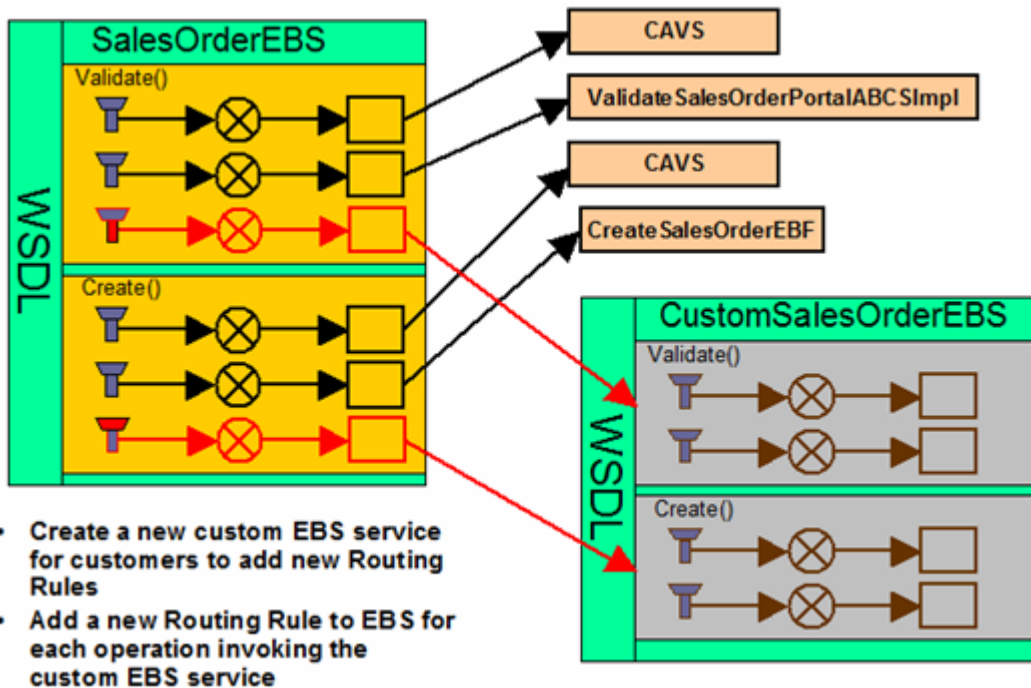 SalesOrderEBS
WSDL
Validate()
Create()
CAVS
ValidateSalesOrderPortalABCSImpl
CAVS
CreateSalesOrderEBF
CustomSalesOrderEBS
WSDL
Validate()
Create()
• Create a new custom EBS service
for customers to add new Routing
Rules
• Add a new Routing Rule to EBS for
each operation invoking the
custom EBS service